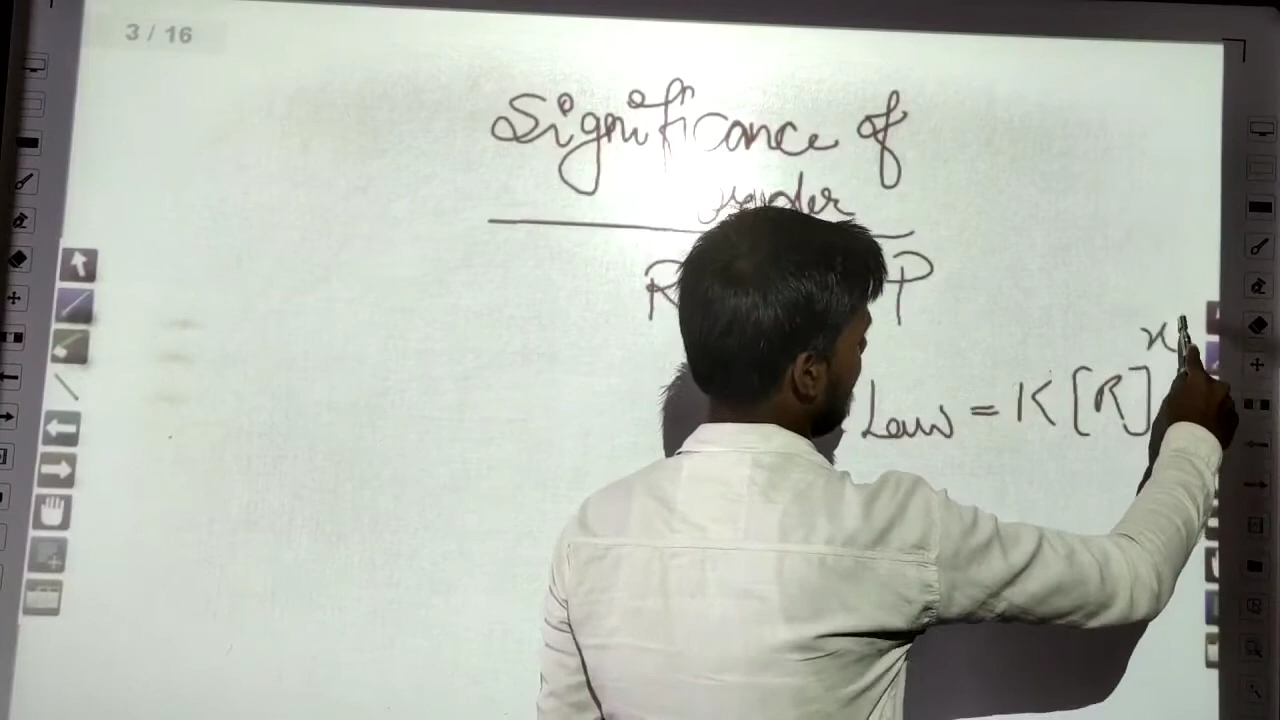 3 / 16
Significance of
order
R P
Law = K [R]x